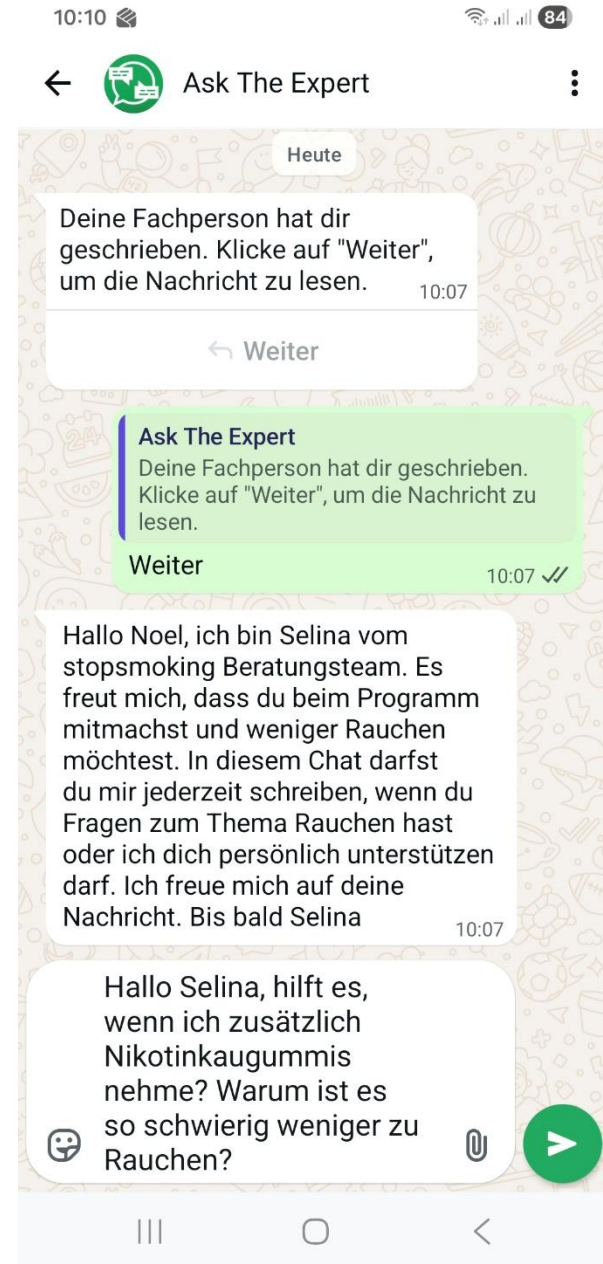 10:10
84
Ask The Expert
Heute
Deine Fachperson hat dir
geschrieben. Klicke auf "Weiter",
um die Nachricht zu lesen.
10:07
Weiter
Ask The Expert
Deine Fachperson hat dir geschrieben.
Klicke auf "Weiter", um die Nachricht zu
lesen.
Weiter
10:07
Hallo Noel, ich bin Selina vom
stopsmoking Beratungsteam. Es
freut mich, dass du beim Programm
mitmachst und weniger Rauchen
möchtest. In diesem Chat darfst
du mir jederzeit schreiben, wenn du
Fragen zum Thema Rauchen hast
oder ich dich persönlich unterstützen
darf. Ich freue mich auf deine
Nachricht. Bis bald Selina
10:07
Hallo Selina, hilft es,
wenn ich zusätzlich
Nikotinkaugummis
nehme? Warum ist es
so schwierig weniger zu
Rauchen?